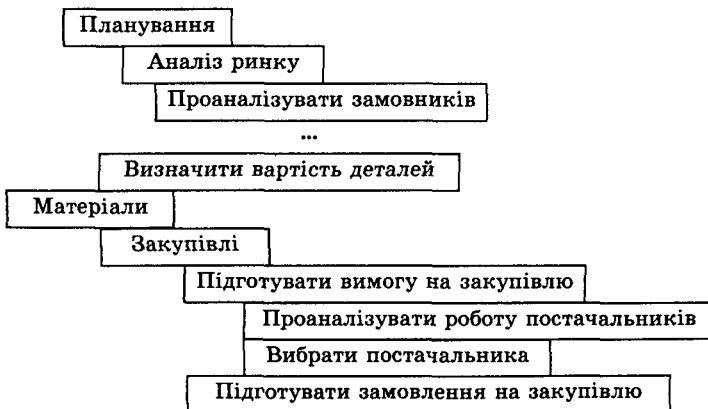 Планування
Аналіз ринку
Проаналізувати замовників
...
Визначити вартість деталей
Матеріали
Закупівлі
Підготувати вимогу на закупівлю
Проаналізувати роботу постачальників
Вибрати постачальника
Підготувати замовлення на закупівлю